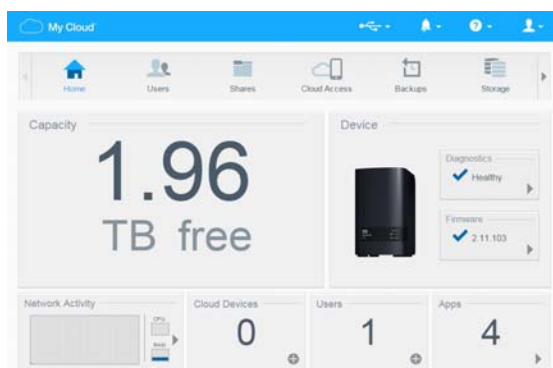 My Cloud
Home
Users
Shares
Cloud Access
Backups
Storage
Capacity
1.96
TB free
Device
Diagnostics
Healthy
Firmware
2.11.103
Network Activity
CPU
RAM
Cloud Devices
0
Users
1
Apps
4